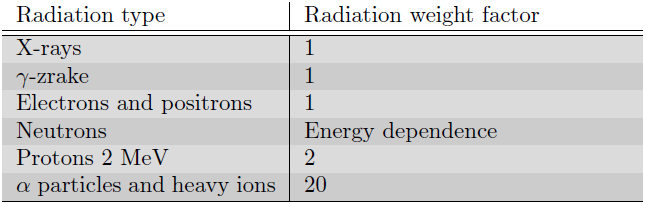 Radiation type Radiation weight factor
X-rays 1
γ-zrake 1
Electrons and positrons 1
Neutrons Energy dependence
Protons 2 MeV 2
α particles and heavy ions 20